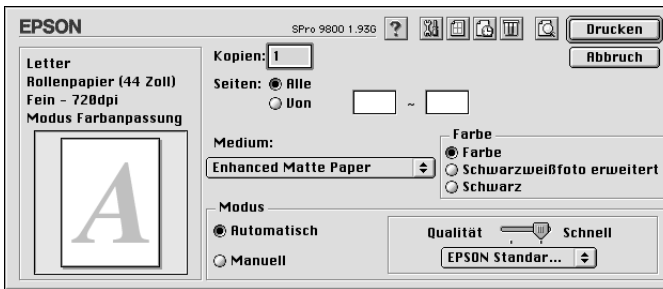 EPSON
SPro 9800 1.93G
?
Drucken
Abbruch
Letter
Rollenpapier (44 Zoll)
Fein - 720dpi
Modus Farbanpassung
A
Kopien: 1
Seiten: Alle
Von ~
Medium:
Enhanced Matte Paper
Farbe
Farbe
Schwarzweißfoto erweitert
Schwarz
Modus
Automatisch
Manuell
Qualität Schnell
EPSON Standar...